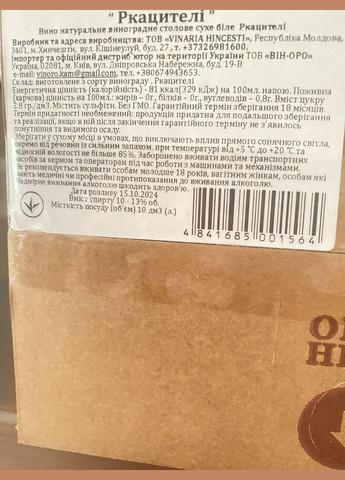 " Ркацителі "
Вино натуральне виноградне столове сухе біле Ркацителі
Виробник та адреса виробництва: ТОВ «VINARIA HINCESTI», Республіка Молдова,
3401, м. Хинчешти, вул. Кішінеулуй, буд. 27, т. +37326981600.
Імпортер та офіційний дистриб'ютор на території України ТОВ «ВІН-ОРО»
Україна, 02081, м. Київ, вул. Дніпровська Набережна, буд. 19-В
vinoro.kam@gmail.com, тел. +380674943653.
Склад: виготовлене з сорту винограду . Ркацителі
Енергетична цінність (калорійність) - 81 ккал (329 кДж) на 100мл. напою. Поживна
(харчова) цінність на 100мл.: жирів – 0г., білків – 0г., вуглеводів – 0,8г. Вміст цукру
28 гр./дм3. Містить сульфіти. Без ГМО. Гарантійний термін зберігання 18 місяців.
Термін придатності необмежений: продукція придатна для подальшого зберігання
та реалізації, якщо в ній після закінчення гарантійного терміну не з'явилось
помутніння та видимого осаду.
Зберігати в сухому місці в умовах, що виключають вплив прямого сонячного світла,
окремо від речовин із сильним запахом, при температурі від +5 °С до +20 °С та
відносній вологості не більше 85%. Заборонено вживати водіям транспортних
засобів за кермом та операторам під час роботи з машинами та механізмами.
Не рекомендується вживати особам молодше 18 років, вагітним жінкам, особам які
мають медичні чи професійні протипоказання до вживання алкоголю.
Надмірне вживання алкоголю шкодить здоров'ю.
Дата розливу 15.10.2024
Вміст спирту 10 - 13% об.
Місткість посуду (об'єм) 10 дм3 (л.)
4 841685 001564